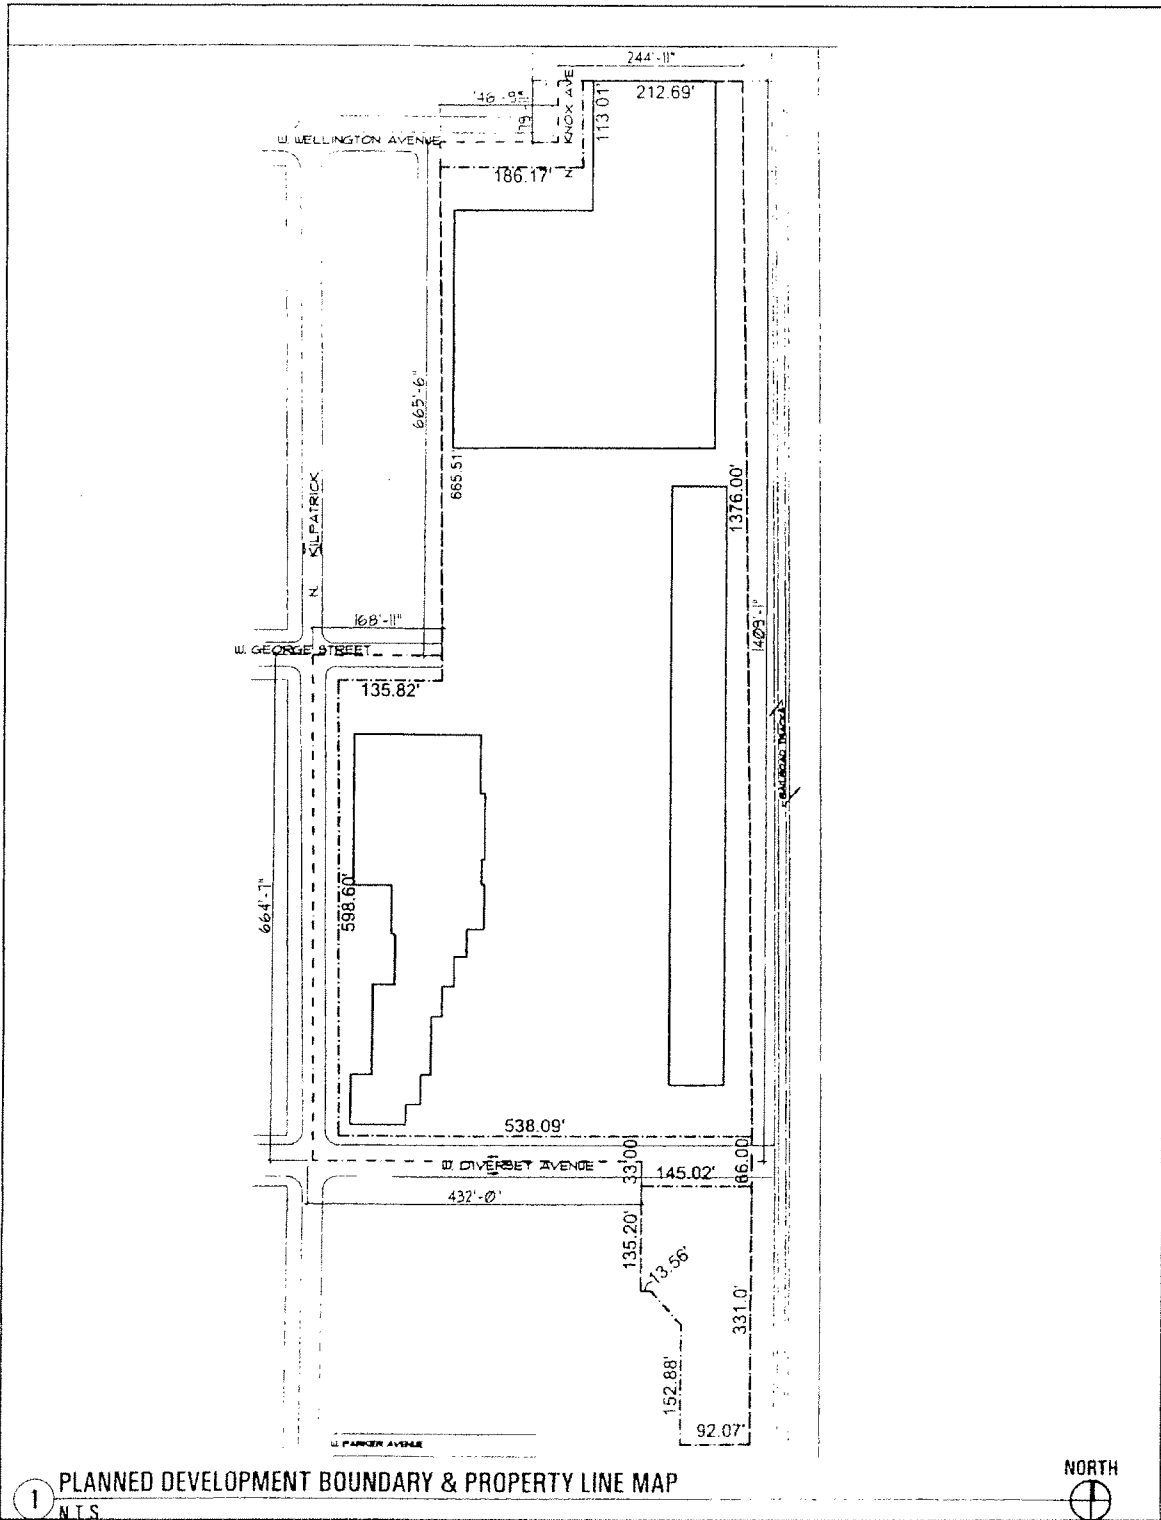 244'-11"
N. KNOX AVE
212.69'
113.01'
146'-9"
79'-
W. WELLINGTON AVENUE
186.17'
665'-6"
665.51'
N. KILPATRICK
1376.00'
168'-11"
1409'-1"
W. GEORGE STREET
135.82'
RAILROAD TRACKS
598.60'
664'-7"
538.09'
W. DIVERSEY AVENUE
33.00'
145.02'
66.00'
432'-0"
135.20'
13.56'
331.0'
152.88'
92.07'
W. PARKER AVENUE
1 PLANNED DEVELOPMENT BOUNDARY & PROPERTY LINE MAP
N.T.S.
NORTH